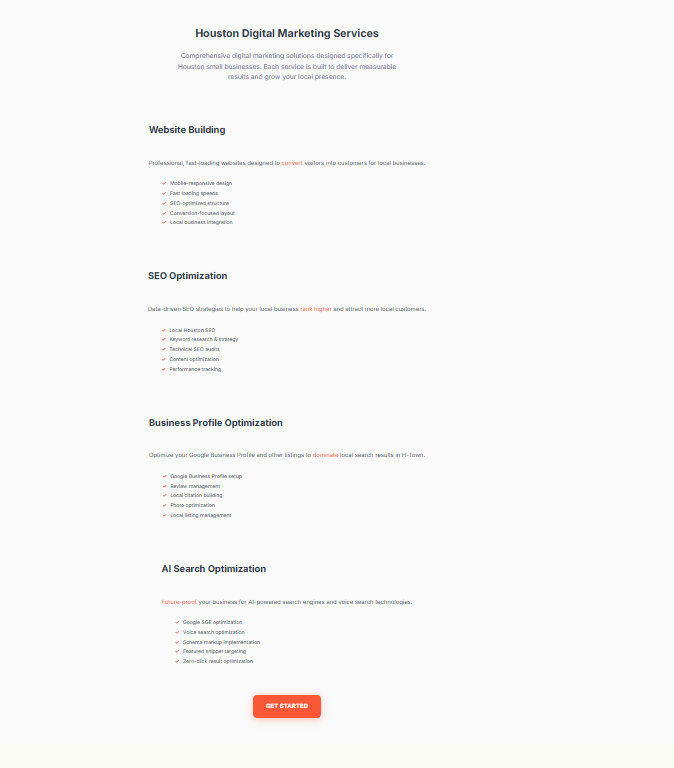 Houston Digital Marketing Services
Comprehensive digital marketing solutions designed specifically for
Houston small businesses. Each service is built to deliver measurable
results and grow your local presence.
Website Building
Professional, fast-loading websites designed to convert visitors into customers for local businesses.
✓ Mobile-responsive design
✓ Fast loading speeds
✓ SEO-optimized structure
✓ Conversion-focused layout
✓ Local business integration
SEO Optimization
Data-driven SEO strategies to help your local business rank higher and attract more local customers.
✓ Local Houston SEO
✓ Keyword research & strategy
✓ Technical SEO audits
✓ Content optimization
✓ Performance tracking
Business Profile Optimization
Optimize your Google Business Profile and other listings to dominate local search results in H-Town.
✓ Google Business Profile setup
✓ Review management
✓ Local citation building
✓ Photo optimization
✓ Local listing management
AI Search Optimization
Future-proof your business for AI-powered search engines and voice search technologies.
✓ Google SGE optimization
✓ Voice search optimization
✓ Schema markup implementation
✓ Featured snippet targeting
✓ Zero-click result optimization
GET STARTED